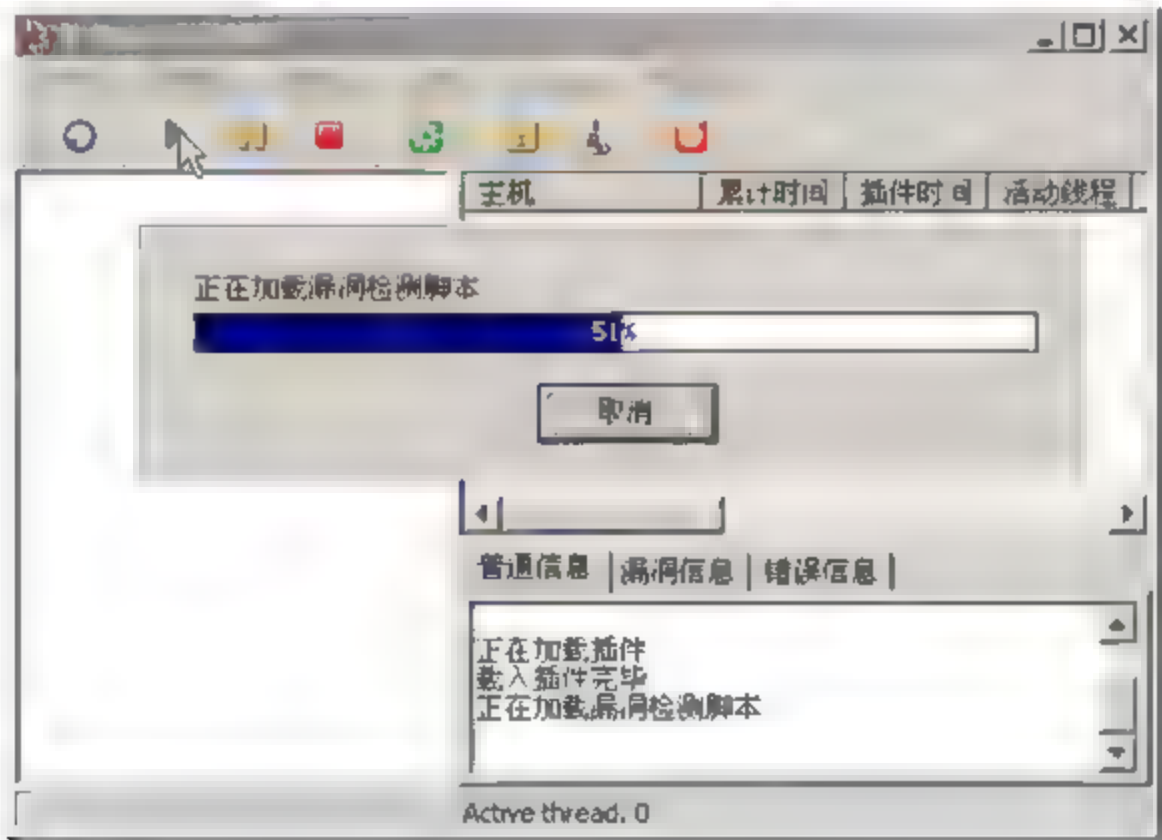 主机 累计时间 插件时间 活动线程
正在加载漏洞检测脚本
51%
取消
普通信息 漏洞信息 错误信息
正在加载插件
载入插件完毕
正在加载漏洞检测脚本
Active thread: 0